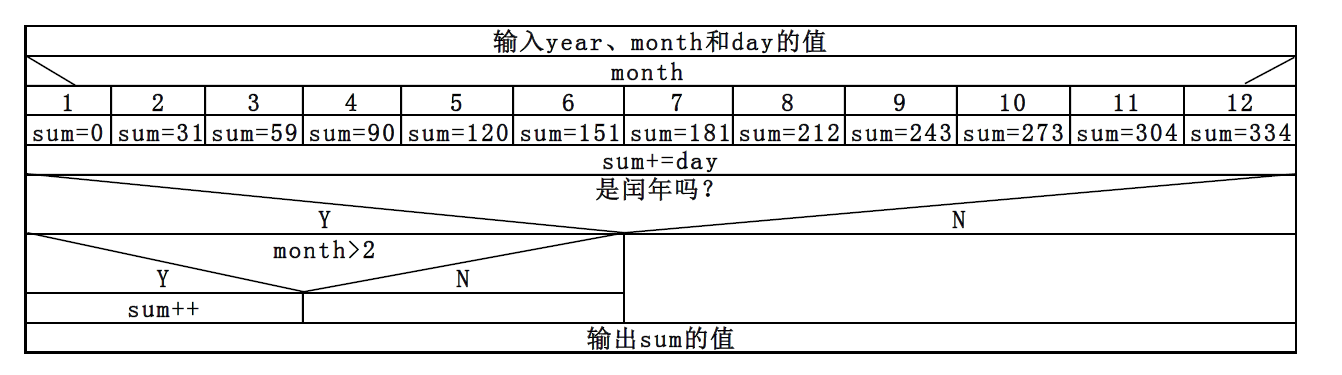 输入year、month和day的值
month
1 2 3 4 5 6 7 8 9 10 11 12
sum=0 sum=31 sum=59 sum=90 sum=120 sum=151 sum=181 sum=212 sum=243 sum=273 sum=304 sum=334
sum+=day
是闰年吗?
Y N
month>2
Y N
sum++
输出sum的值